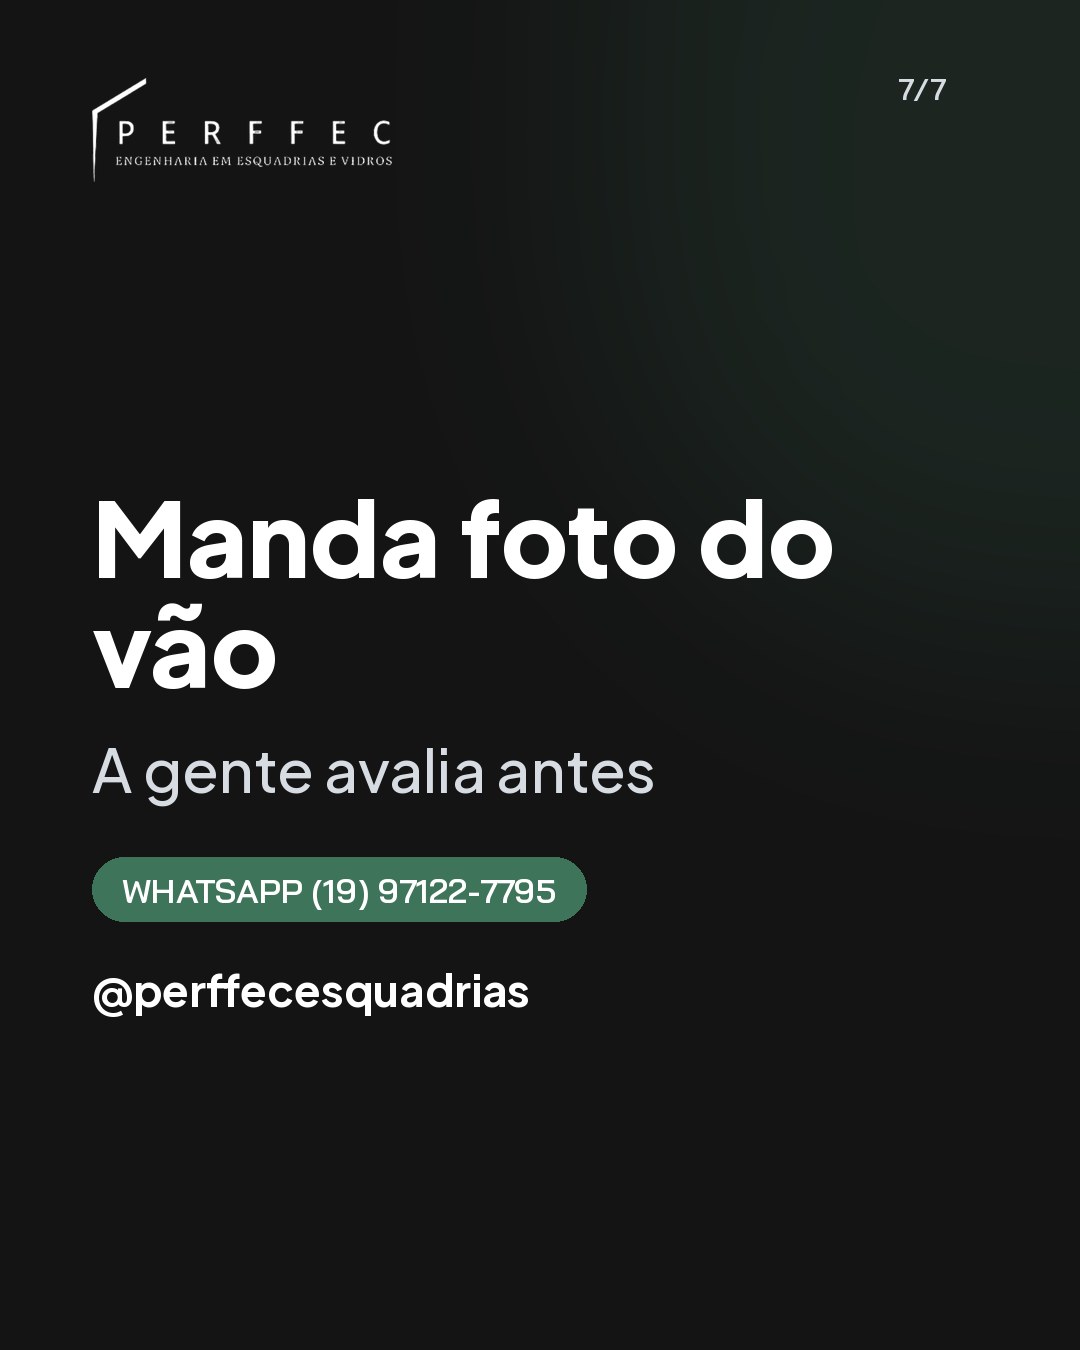 PERFFEC
ENGENHARIA EM ESQUADRIAS E VIDROS
7/7
Manda foto do
vão
A gente avalia antes
WHATSAPP (19) 97122-7795
@perffecesquadrias